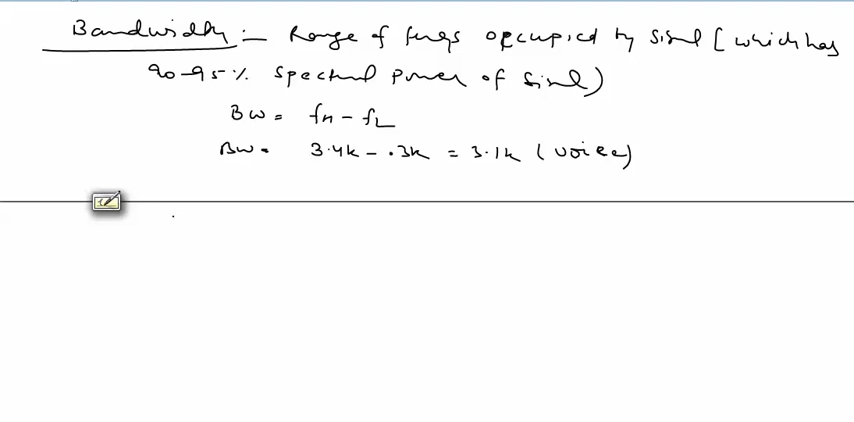 Bandwidth :- Range of freqs occupied by signal [which has
90-95% Spectral Power of signal)
BW = fH - fL
BW = 3.4k - .3k = 3.1k (voice)